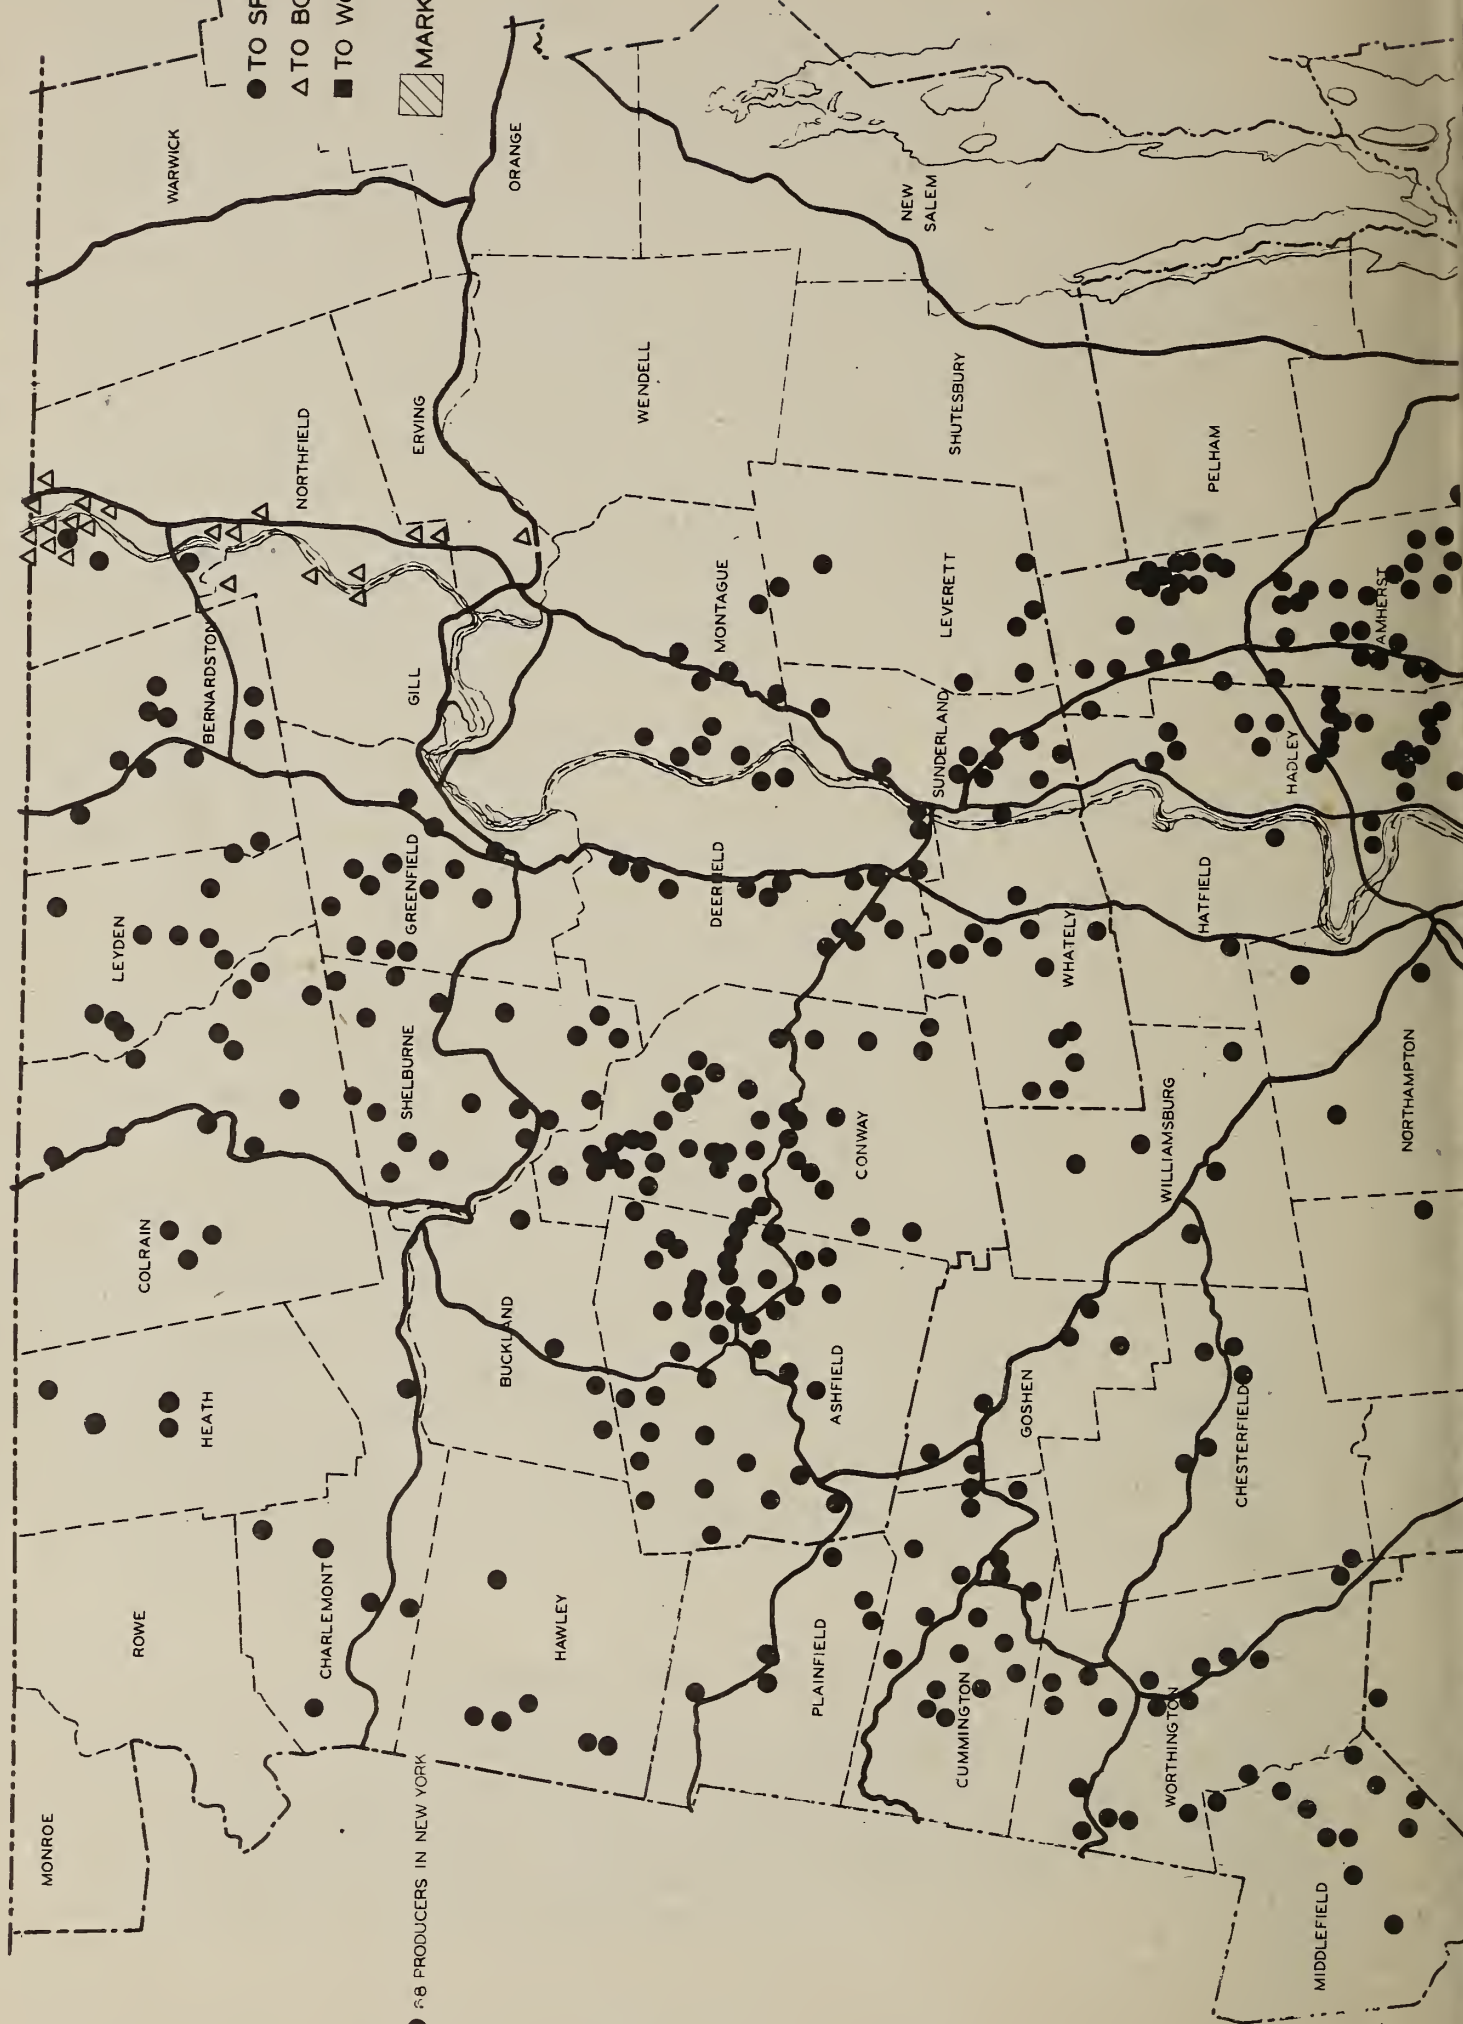 MONROE
ROWE
HEATH
COLRAIN
LEYDEN
BERNARDSTON
WARWICK
TO
TO BO
TO WO
MARK
CHARLEMONT
NORTHFIELD
PRODUCERS IN NEW YORK
SHELBURNE
GREENFIELD
GILL
ERVING
HAWLEY
BUCKLAND
ORANGE
DEERFIELD
MONTAGUE
WENDELL
PLAINFIELD
ASHFIELD
CONWAY
NEW
SALEM
CUMMINGTON
SUNDERLAND
LEVERETT
SHUTESBURY
GOSHEN
WHATELY
WORTHINGTON
WILLIAMSBURG
HATFIELD
PELHAM
CHESTERFIELD
HADLEY
MIDDLEFIELD
NORTHAMPTON
AMHERST